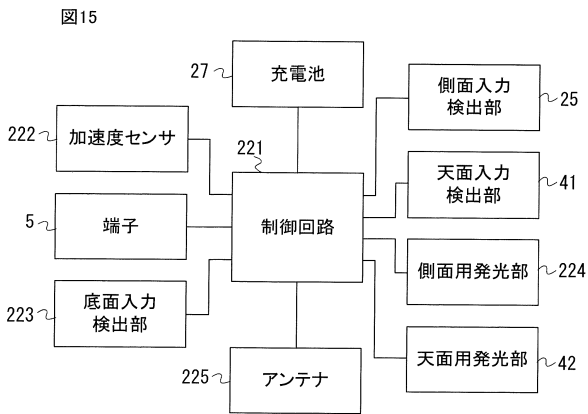 図15
27
充電池
側面入力
検出部
25
222
加速度センサ
221
天面入力
検出部
41
5
端子
制御回路
側面用発光部
224
223
底面入力
検出部
225
アンテナ
天面用発光部
42